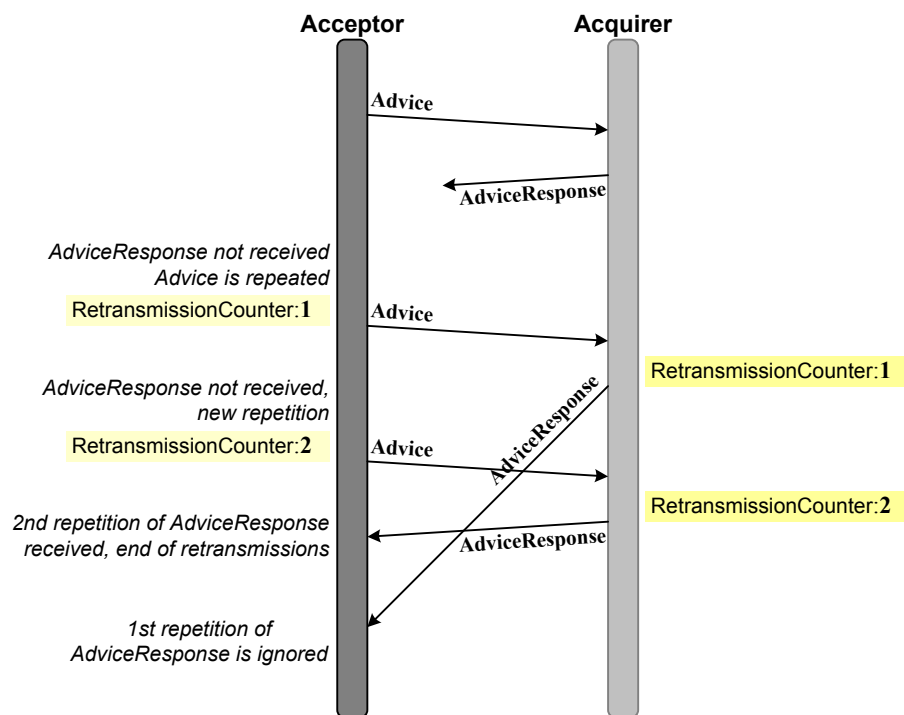 Acceptor
Acquirer
Advice
AdviceResponse
AdviceResponse not received
Advice is repeated
RetransmissionCounter:1
Advice
RetransmissionCounter:1
AdviceResponse not received,
new repetition
AdviceResponse
RetransmissionCounter:2
Advice
RetransmissionCounter:2
2nd repetition of AdviceResponse
received, end of retransmissions
AdviceResponse
1st repetition of
AdviceResponse is ignored